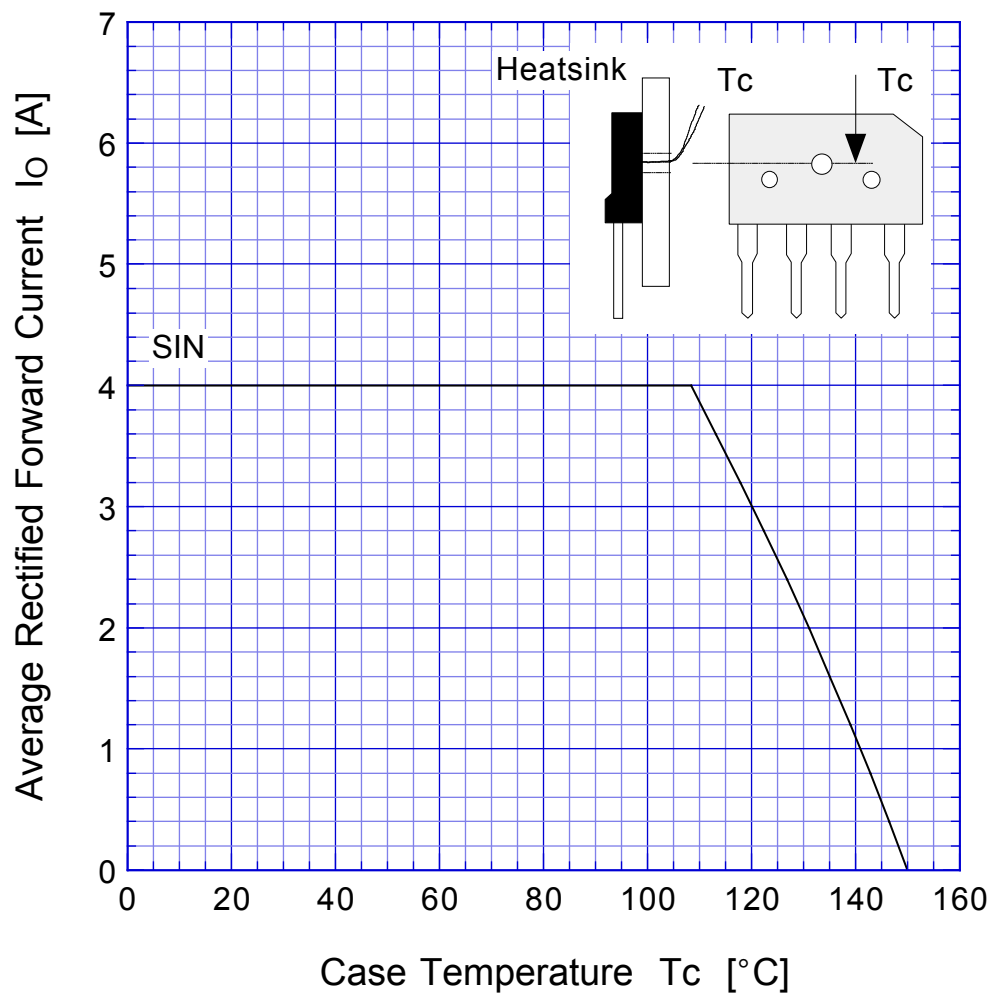 Average Rectified Forward Current IO [A]
7
6
5
4
3
2
1
0
Heatsink
Tc
Tc
SIN
0 20 40 60 80 100 120 140 160
Case Temperature Tc [°C]